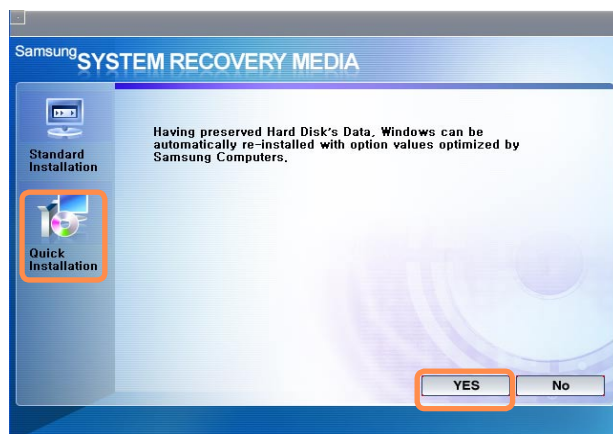 Samsung SYSTEM RECOVERY MEDIA
Standard
Installation
Quick
Installation
Having preserved Hard Disk's Data, Windows can be
automatically re-installed with option values optimized by
Samsung Computers.
YES
No